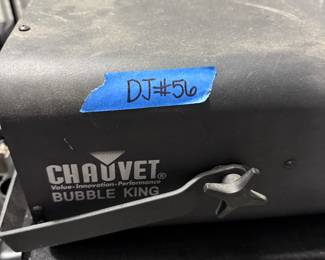 DJ#56
CHAUVET®
Value-Innovation-Performance
BUBBLE KING